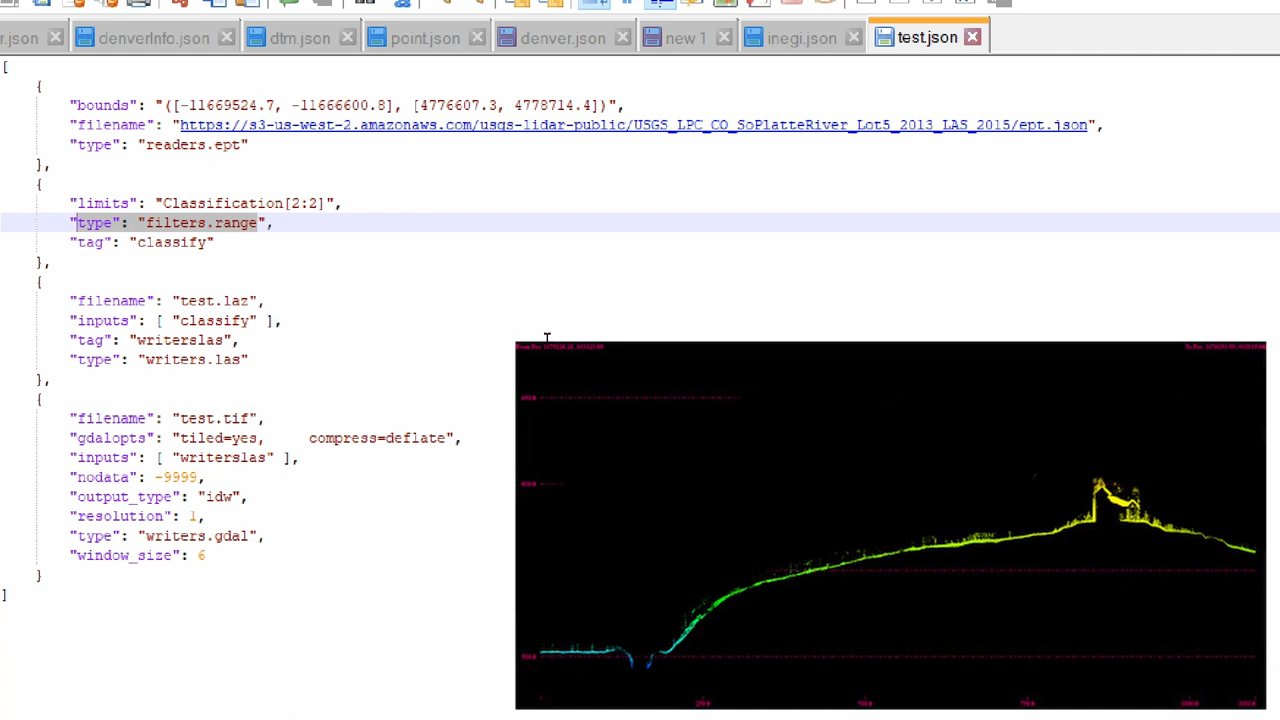 r.json denverInfo.json dtm.json point.json denver.json new 1 inegi.json test.json
[
{
"bounds": "([-11669524.7, -11666600.8], [4776607.3, 4778714.4])",
"filename": "https://s3-us-west-2.amazonaws.com/usgs-lidar-public/USGS_LPC_CO_SoPlatteRiver_Lot5_2013_LAS_2015/ept.json",
"type": "readers.ept"
},
{
"limits": "Classification[2:2]",
"type": "filters.range",
"tag": "classify"
},
{
"filename": "test.laz",
"inputs": [ "classify" ],
"tag": "writerslas",
"type": "writers.las"
},
{
"filename": "test.tif",
"gdalopts": "tiled=yes,     compress=deflate",
"inputs": [ "writerslas" ],
"nodata": -9999,
"output_type": "idw",
"resolution": 1,
"type": "writers.gdal",
"window_size": 6
}
]